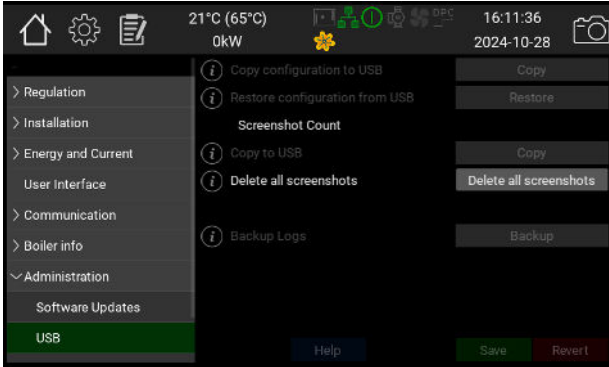 21°C (65°C)
0kW
DPC
16:11:36
2024-10-28
Regulation
Installation
Energy and Current
User Interface
Communication
Boiler info
Administration
Software Updates
USB
Copy configuration to USB
Copy
Restore configuration from USB
Restore
Screenshot Count
Copy to USB
Copy
Delete all screenshots
Delete all screenshots
Backup Logs
Backup
Help
Save
Revert